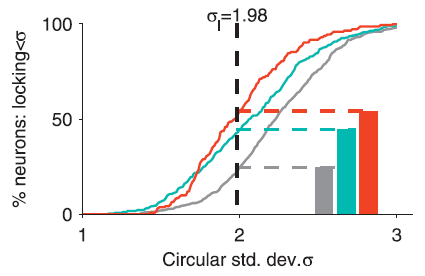 σl=1.98
100
50
0
% neurons: locking<σ
1 2 3
Circular std. dev.σ